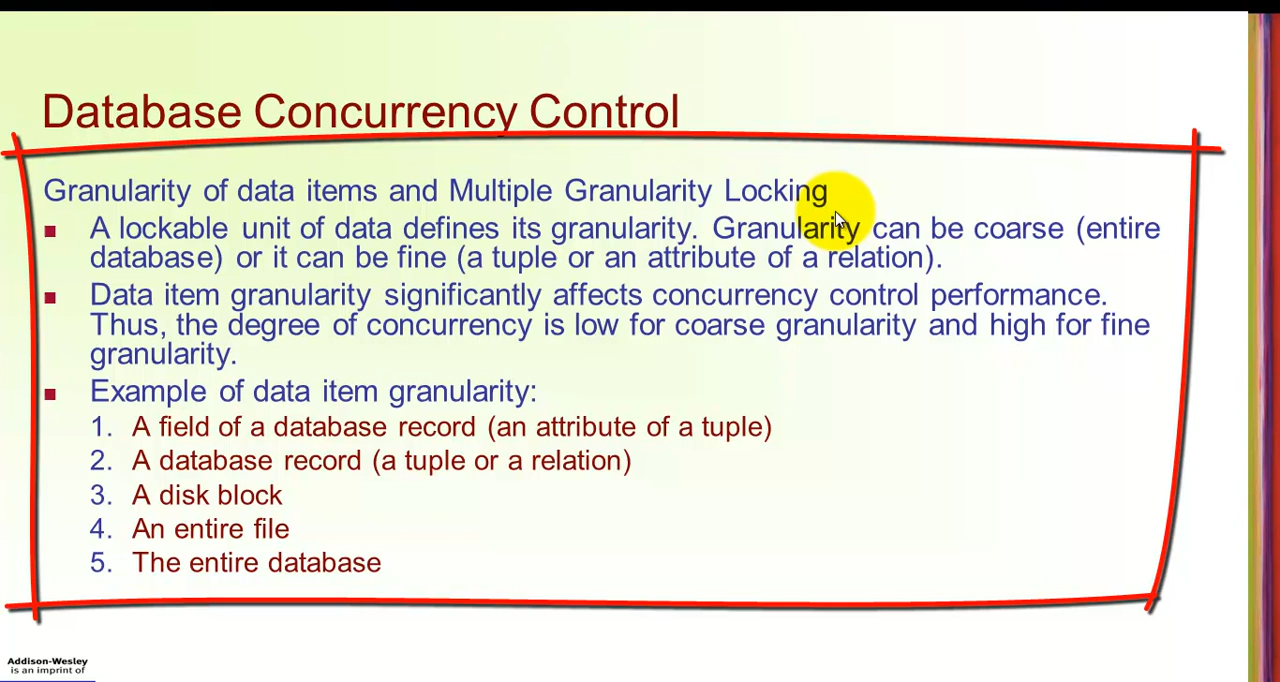 Database Concurrency Control
Granularity of data items and Multiple Granularity Locking
A lockable unit of data defines its granularity. Granularity can be coarse (entire
database) or it can be fine (a tuple or an attribute of a relation).
Data item granularity significantly affects concurrency control performance.
Thus, the degree of concurrency is low for coarse granularity and high for fine
granularity.
Example of data item granularity:
1. A field of a database record (an attribute of a tuple)
2. A database record (a tuple or a relation)
3. A disk block
4. An entire file
5. The entire database
Addison-Wesley
is an imprint of